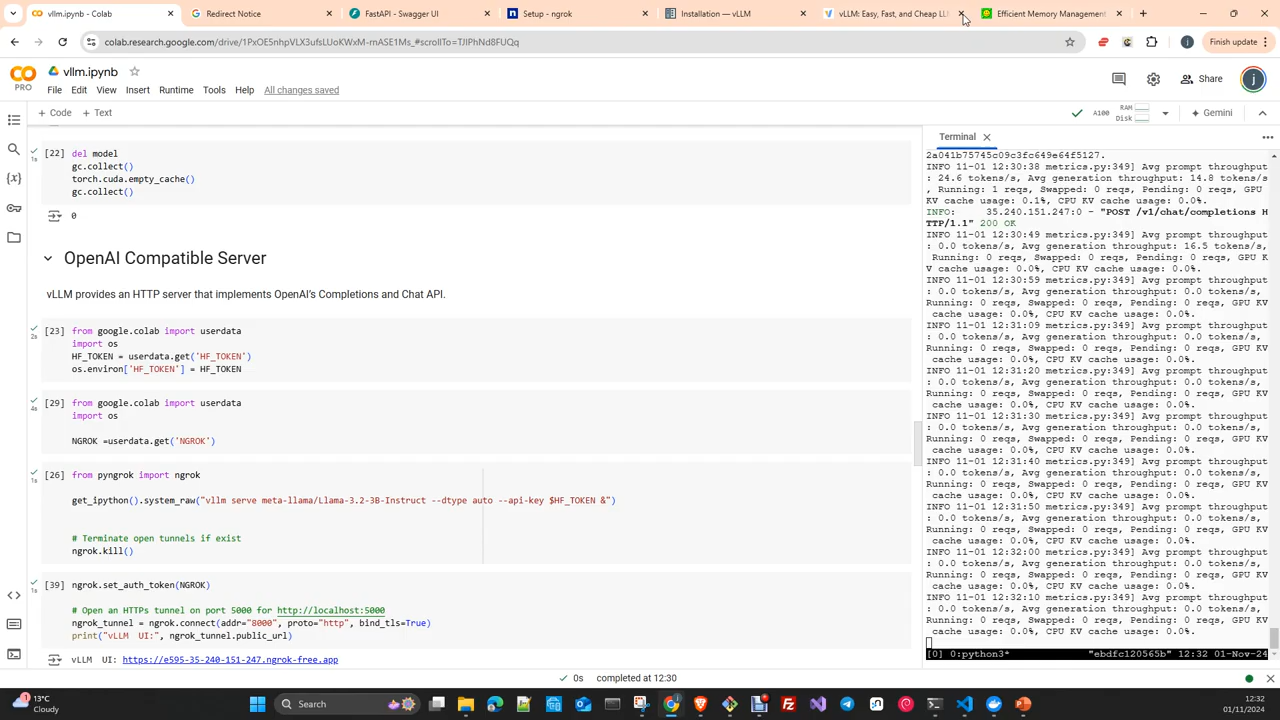 vllm.ipynb - Colab
Redirect Notice
FastAPI - Swagger UI
Setup - ngrok
Installation — vLLM
vLLM: Easy, Fast, and Cheap LL
Efficient Memory Management
colab.research.google.com/drive/1PxOE5nhpVLX3ufsLUoKWxM-rnASE1Ms_#scrollTo=TJlPhNd8FUQq
Finish update
CO
PRO
vllm.ipynb
File Edit View Insert Runtime Tools Help All changes saved
Share
j
+ Code + Text
A100 RAM Disk
Gemini
[22] del model
1s
gc.collect()
torch.cuda.empty_cache()
gc.collect()
0
OpenAI Compatible Server
vLLM provides an HTTP server that implements OpenAI's Completions and Chat API.
[23] from google.colab import userdata
2s
import os
HF_TOKEN = userdata.get('HF_TOKEN')
os.environ['HF_TOKEN'] = HF_TOKEN
[29] from google.colab import userdata
4s
import os
NGROK =userdata.get('NGROK')
[26] from pyngrok import ngrok
1s
get_ipython().system_raw("vllm serve meta-llama/Llama-3.2-3B-Instruct --dtype auto --api-key $HF_TOKEN &")
# Terminate open tunnels if exist
ngrok.kill()
[39] ngrok.set_auth_token(NGROK)
1s
# Open an HTTPs tunnel on port 5000 for http://localhost:5000
ngrok_tunnel = ngrok.connect(addr="8000", proto="http", bind_tls=True)
print("vLLM UI:", ngrok_tunnel.public_url)
vLLM UI: https://e595-35-240-151-247.ngrok-free.app
Terminal
2a041b75745c09c3fc649e64f5127.
INFO 11-01 12:30:38 metrics.py:349] Avg prompt throughput
: 24.6 tokens/s, Avg generation throughput: 14.8 tokens/s
, Running: 1 reqs, Swapped: 0 reqs, Pending: 0 reqs, GPU
KV cache usage: 0.1%, CPU KV cache usage: 0.0%.
INFO: 35.240.151.247:0 - "POST /v1/chat/completions H
TTP/1.1" 200 OK
INFO 11-01 12:30:49 metrics.py:349] Avg prompt throughput
: 0.0 tokens/s, Avg generation throughput: 16.5 tokens/s,
Running: 0 reqs, Swapped: 0 reqs, Pending: 0 reqs, GPU K
V cache usage: 0.0%, CPU KV cache usage: 0.0%.
INFO 11-01 12:30:59 metrics.py:349] Avg prompt throughput
: 0.0 tokens/s, Avg generation throughput: 0.0 tokens/s,
Running: 0 reqs, Swapped: 0 reqs, Pending: 0 reqs, GPU KV
cache usage: 0.0%, CPU KV cache usage: 0.0%.
INFO 11-01 12:31:09 metrics.py:349] Avg prompt throughput
: 0.0 tokens/s, Avg generation throughput: 0.0 tokens/s,
Running: 0 reqs, Swapped: 0 reqs, Pending: 0 reqs, GPU KV
cache usage: 0.0%, CPU KV cache usage: 0.0%.
INFO 11-01 12:31:20 metrics.py:349] Avg prompt throughput
: 0.0 tokens/s, Avg generation throughput: 0.0 tokens/s,
Running: 0 reqs, Swapped: 0 reqs, Pending: 0 reqs, GPU KV
cache usage: 0.0%, CPU KV cache usage: 0.0%.
INFO 11-01 12:31:30 metrics.py:349] Avg prompt throughput
: 0.0 tokens/s, Avg generation throughput: 0.0 tokens/s,
Running: 0 reqs, Swapped: 0 reqs, Pending: 0 reqs, GPU KV
cache usage: 0.0%, CPU KV cache usage: 0.0%.
INFO 11-01 12:31:40 metrics.py:349] Avg prompt throughput
: 0.0 tokens/s, Avg generation throughput: 0.0 tokens/s,
Running: 0 reqs, Swapped: 0 reqs, Pending: 0 reqs, GPU KV
cache usage: 0.0%, CPU KV cache usage: 0.0%.
INFO 11-01 12:31:50 metrics.py:349] Avg prompt throughput
: 0.0 tokens/s, Avg generation throughput: 0.0 tokens/s,
Running: 0 reqs, Swapped: 0 reqs, Pending: 0 reqs, GPU KV
cache usage: 0.0%, CPU KV cache usage: 0.0%.
INFO 11-01 12:32:00 metrics.py:349] Avg prompt throughput
: 0.0 tokens/s, Avg generation throughput: 0.0 tokens/s,
Running: 0 reqs, Swapped: 0 reqs, Pending: 0 reqs, GPU KV
cache usage: 0.0%, CPU KV cache usage: 0.0%.
INFO 11-01 12:32:10 metrics.py:349] Avg prompt throughput
: 0.0 tokens/s, Avg generation throughput: 0.0 tokens/s,
Running: 0 reqs, Swapped: 0 reqs, Pending: 0 reqs, GPU KV
cache usage: 0.0%, CPU KV cache usage: 0.0%.
[0] 0:python3* "ebdfc120565b" 12:32 01-Nov-24
0s completed at 12:30
13°C
Cloudy
Search
12:32
01/11/2024